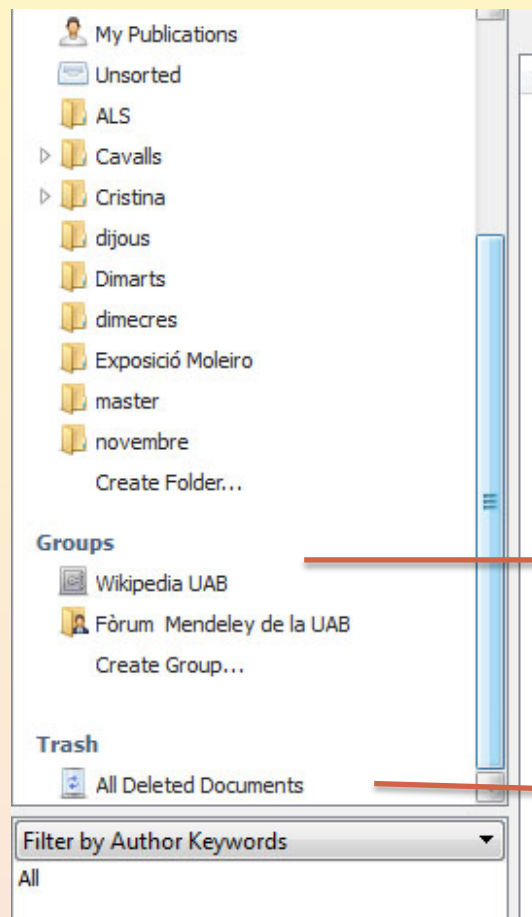 My Publications
Unsorted
ALS
Cavalls
Cristina
dijous
Dimarts
dimecres
Exposició Moleiro
master
novembre
Create Folder...
Groups
Wikipedia UAB
Fòrum Mendeley de la UAB
Create Group...
Trash
All Deleted Documents
Filter by Author Keywords
All